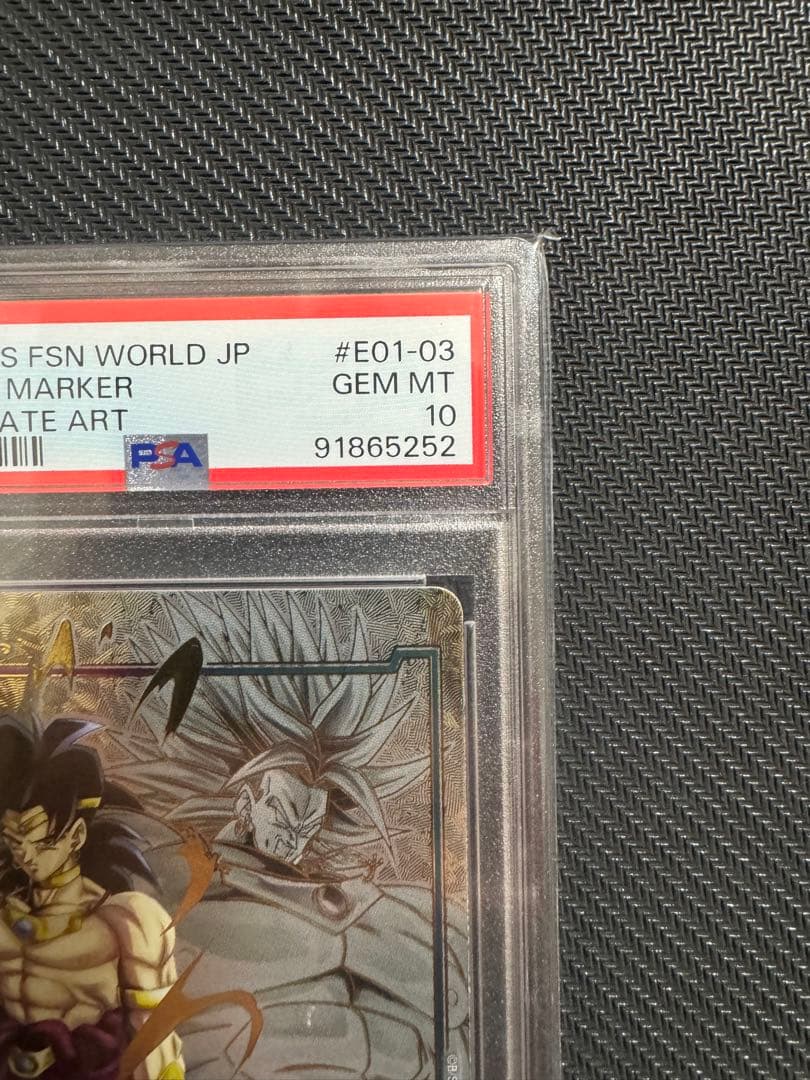 S FSN WORLD JP #E01-03
MARKER GEM MT
ATE ART 10
PSA 91865252
©B/S